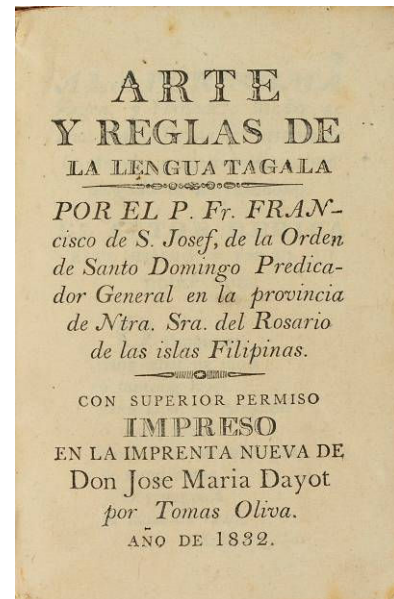 ARTE
Y REGLAS DE
LA LENGUA TAGALA
POR EL P. Fr. FRAN-
cisco de S. Josef, de la Orden
de Santo Domingo Predica-
dor General en la provincia
de Ntra. Sra. del Rosario
de las islas Filipinas.
CON SUPERIOR PERMISO
IMPRESO
EN LA IMPRENTA NUEVA DE
Don Jose Maria Dayot
por Tomas Oliva.
AÑO DE 1832.